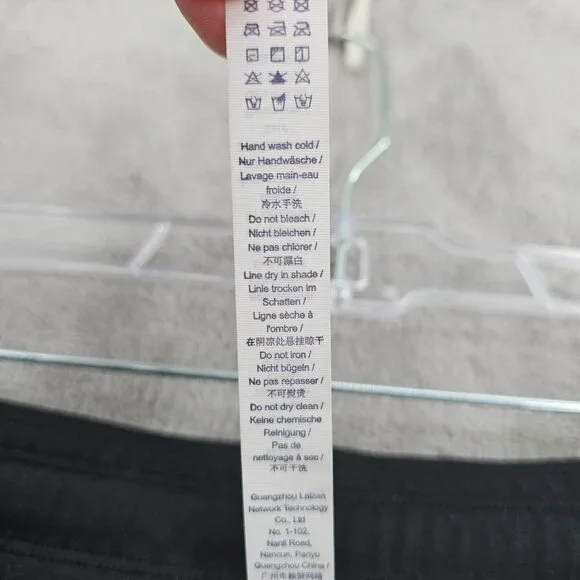 Hand wash cold /
Nur Handwäsche /
Lavage main-eau
froide /
冷水手洗
Do not bleach /
Nicht bleichen /
Ne pas chlorer /
不可漂白
Line dry in shade /
Linie trocken im
Schatten /
Ligne sèche à
l'ombre /
在阴凉处悬挂晾干
Do not iron /
Nicht bügeln /
Ne pas repasser /
不可熨烫
Do not dry clean /
Keine chemische
Reinigung /
Pas de
nettoyage à sec /
不可干洗
Guangzhou
Network Technology
Co., Ltd
No. 1-102,
Nanli Road,
Nancun, Panyu
Guangzhou China /
广州市